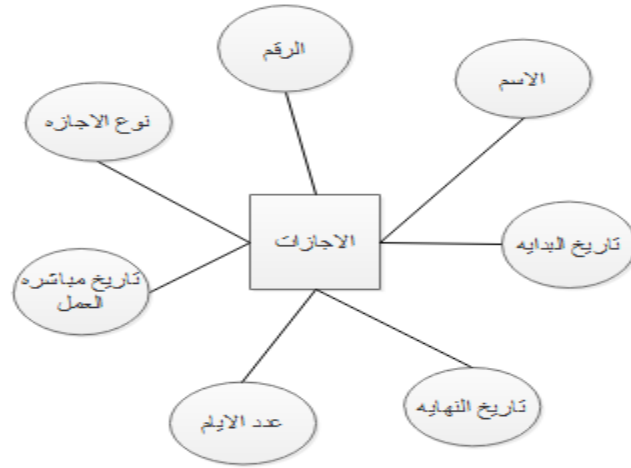 الرقم
الاسم
نوع الاجازه
الاجازات
تاريخ البدايه
تاريخ مباشره
العمل
تاريخ النهايه
عدد الايام